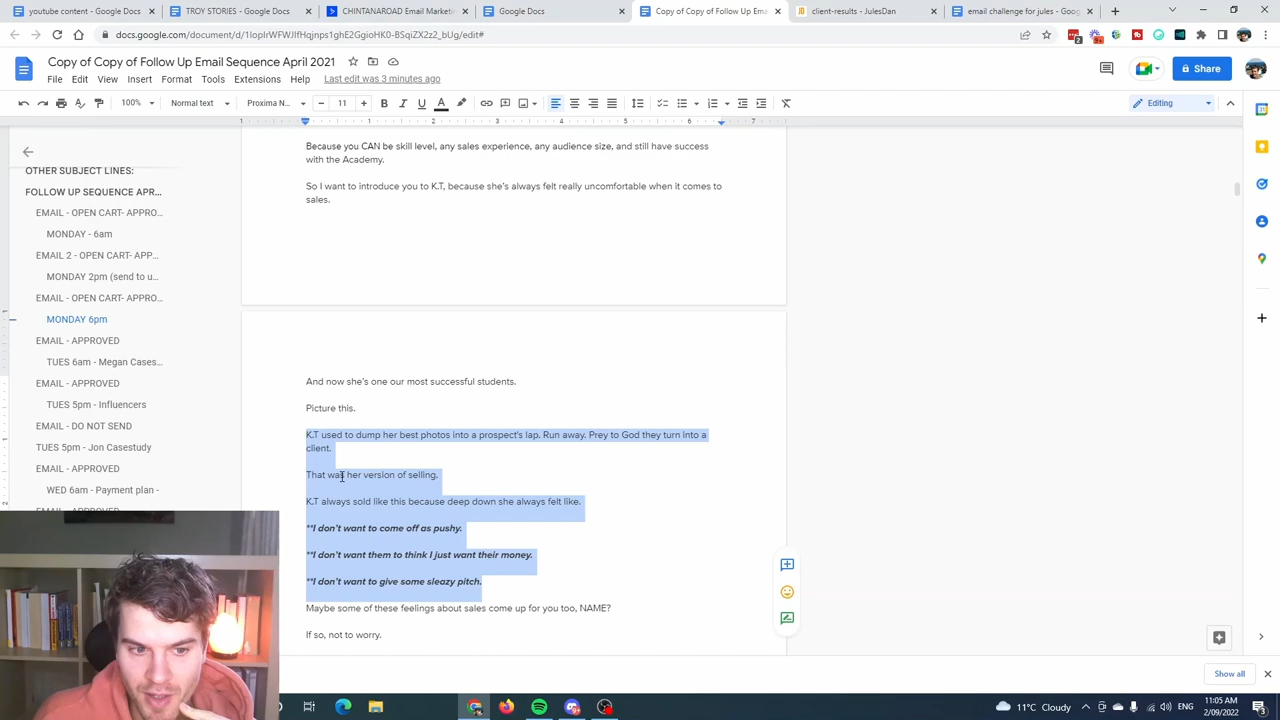 youtube content - Google Docs
TROY STORIES - Google Docs
CHINTANAROAD Email Marketin
Google Docs
Copy of Copy of Follow Up Emai
client-results - JulesDan
email challenge for jules - Goog
docs.google.com/document/d/1lopIrWFWJIfHqjnps1ghE2GgioHK0-BSqiZX2z2_bUg/edit#
Copy of Copy of Follow Up Email Sequence April 2021
File Edit View Insert Format Tools Extensions Help Last edit was 3 minutes ago
Share
100% Normal text Proxima N... 11 Editing
OTHER SUBJECT LINES:
FOLLOW UP SEQUENCE APR...
EMAIL - OPEN CART- APPRO...
MONDAY - 6am
EMAIL 2 - OPEN CART- APP...
MONDAY 2pm (send to u...
EMAIL - OPEN CART- APPRO...
MONDAY 6pm
EMAIL - APPROVED
TUES 6am - Megan Cases...
EMAIL - APPROVED
TUES 5pm - Influencers
EMAIL - DO NOT SEND
TUES 5pm - Jon Casestudy
EMAIL - APPROVED
WED 6am - Payment plan -
Because you CAN be skill level, any sales experience, any audience size, and still have success
with the Academy.
So I want to introduce you to K.T, because she's always felt really uncomfortable when it comes to
sales.
And now she's one our most successful students.
Picture this.
K.T used to dump her best photos into a prospect's lap. Run away. Prey to God they turn into a
client.
That was her version of selling.
K.T always sold like this because deep down she always felt like.
**I don't want to come off as pushy.
**I don't want them to think I just want their money.
**I don't want to give some sleazy pitch.
Maybe some of these feelings about sales come up for you too, NAME?
If so, not to worry.
Show all
11°C Cloudy
ENG
11:05 AM
2/09/2022